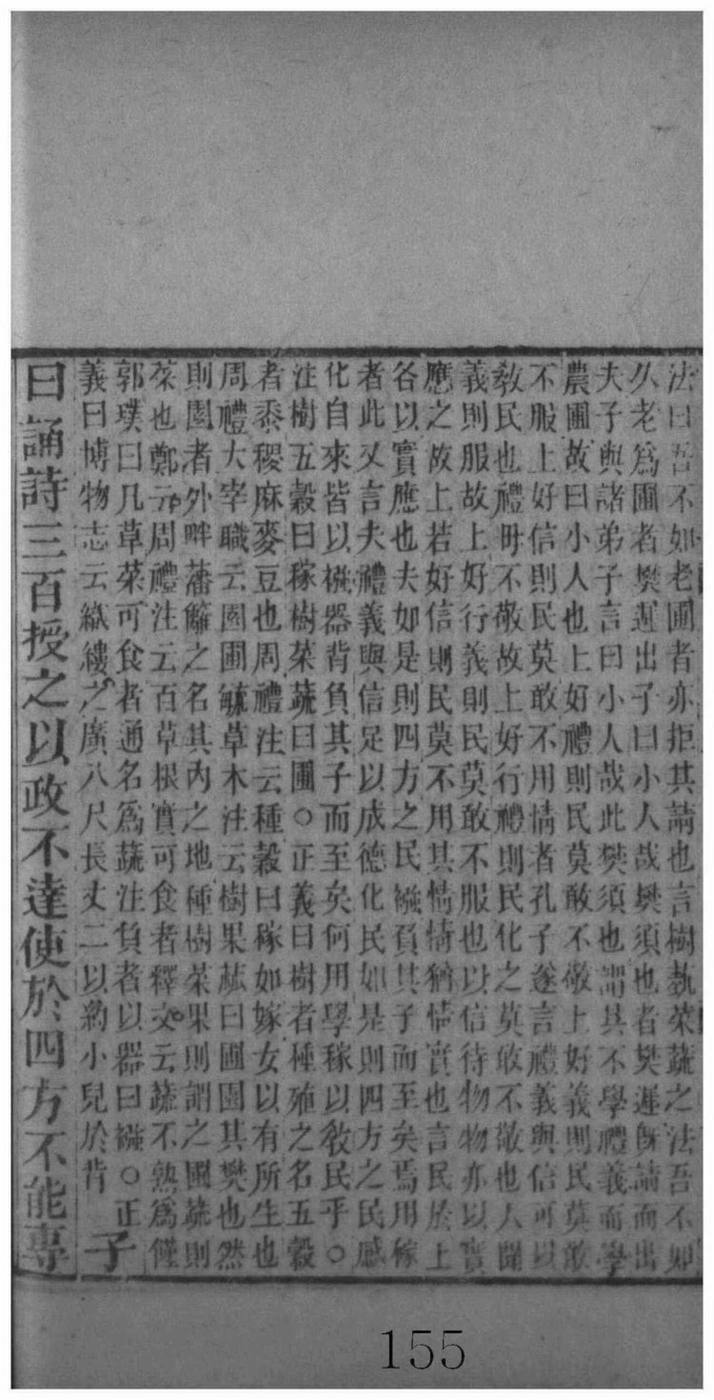 法曰吾不如老圃者亦拒其請也言樹蓺菜蔬之法吾不如
久老爲圃者樊遲出子曰小人哉樊須也者樊遲旣請而出
夫子與諸弟子言曰小人哉此樊須也謂其不學禮義而學
農圃故曰小人也上好禮則民莫敢不敬上好義則民莫敢
不服上好信則民莫敢不用情者孔子遂言禮義與信可以
敎民也禮毋不敬故上好行禮則民化之莫敢不敬也人聞
義則服故上好行義則民莫敢不服也以信待物物亦以實
應之故上若好信則民莫不用其情情猶情實也言民於上
各以實應也夫如是則四方之民襁負其子而至矣焉用稼
者此又言夫禮義與信足以成德化民如是則四方之民感
化自來皆以襁器背負其子而至矣何用學稼以敎民乎○
注樹五穀曰稼樹菜蔬曰圃○正義曰樹者種殖之名五穀
者黍稷麻麥豆也周禮注云種穀曰稼如嫁女以有所生也
周禮大宰職云園圃毓草木注云樹果蓏曰圃園其樊也然
則園者外畔藩籬之名其內之地種樹菜果則謂之圃蔬則
菜也鄭元周禮注云百草根實可食者釋文云蔬不熟爲饉
郭璞曰凡草菜可食者通名爲蔬注負者以器曰襁○正
義曰博物志云織縷之廣八尺長丈二以約小兒於背 子
曰誦詩三百授之以政不達使於四方不能專
155